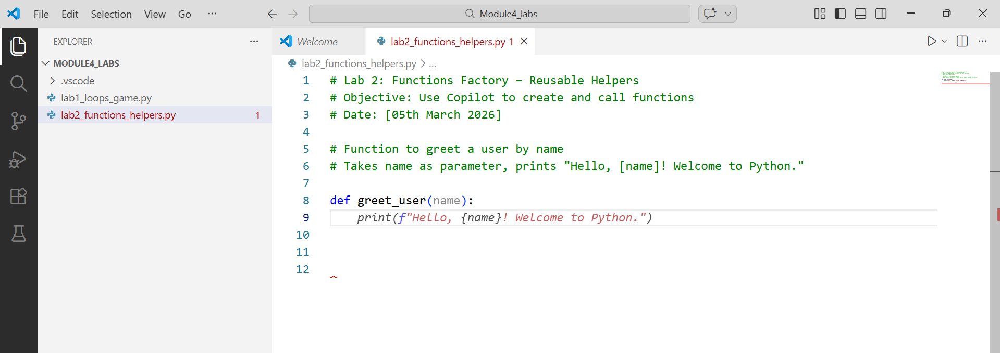 File Edit Selection View Go ···
Module4_labs
EXPLORER ···
MODULE4_LABS
.vscode
lab1_loops_game.py
lab2_functions_helpers.py 1
Welcome
lab2_functions_helpers.py 1
lab2_functions_helpers.py > ...
1 # Lab 2: Functions Factory – Reusable Helpers
2 # Objective: Use Copilot to create and call functions
3 # Date: [05th March 2026]
4
5 # Function to greet a user by name
6 # Takes name as parameter, prints "Hello, [name]! Welcome to Python."
7
8 def greet_user(name):
9     print(f"Hello, {name}! Welcome to Python.")
10
11
12